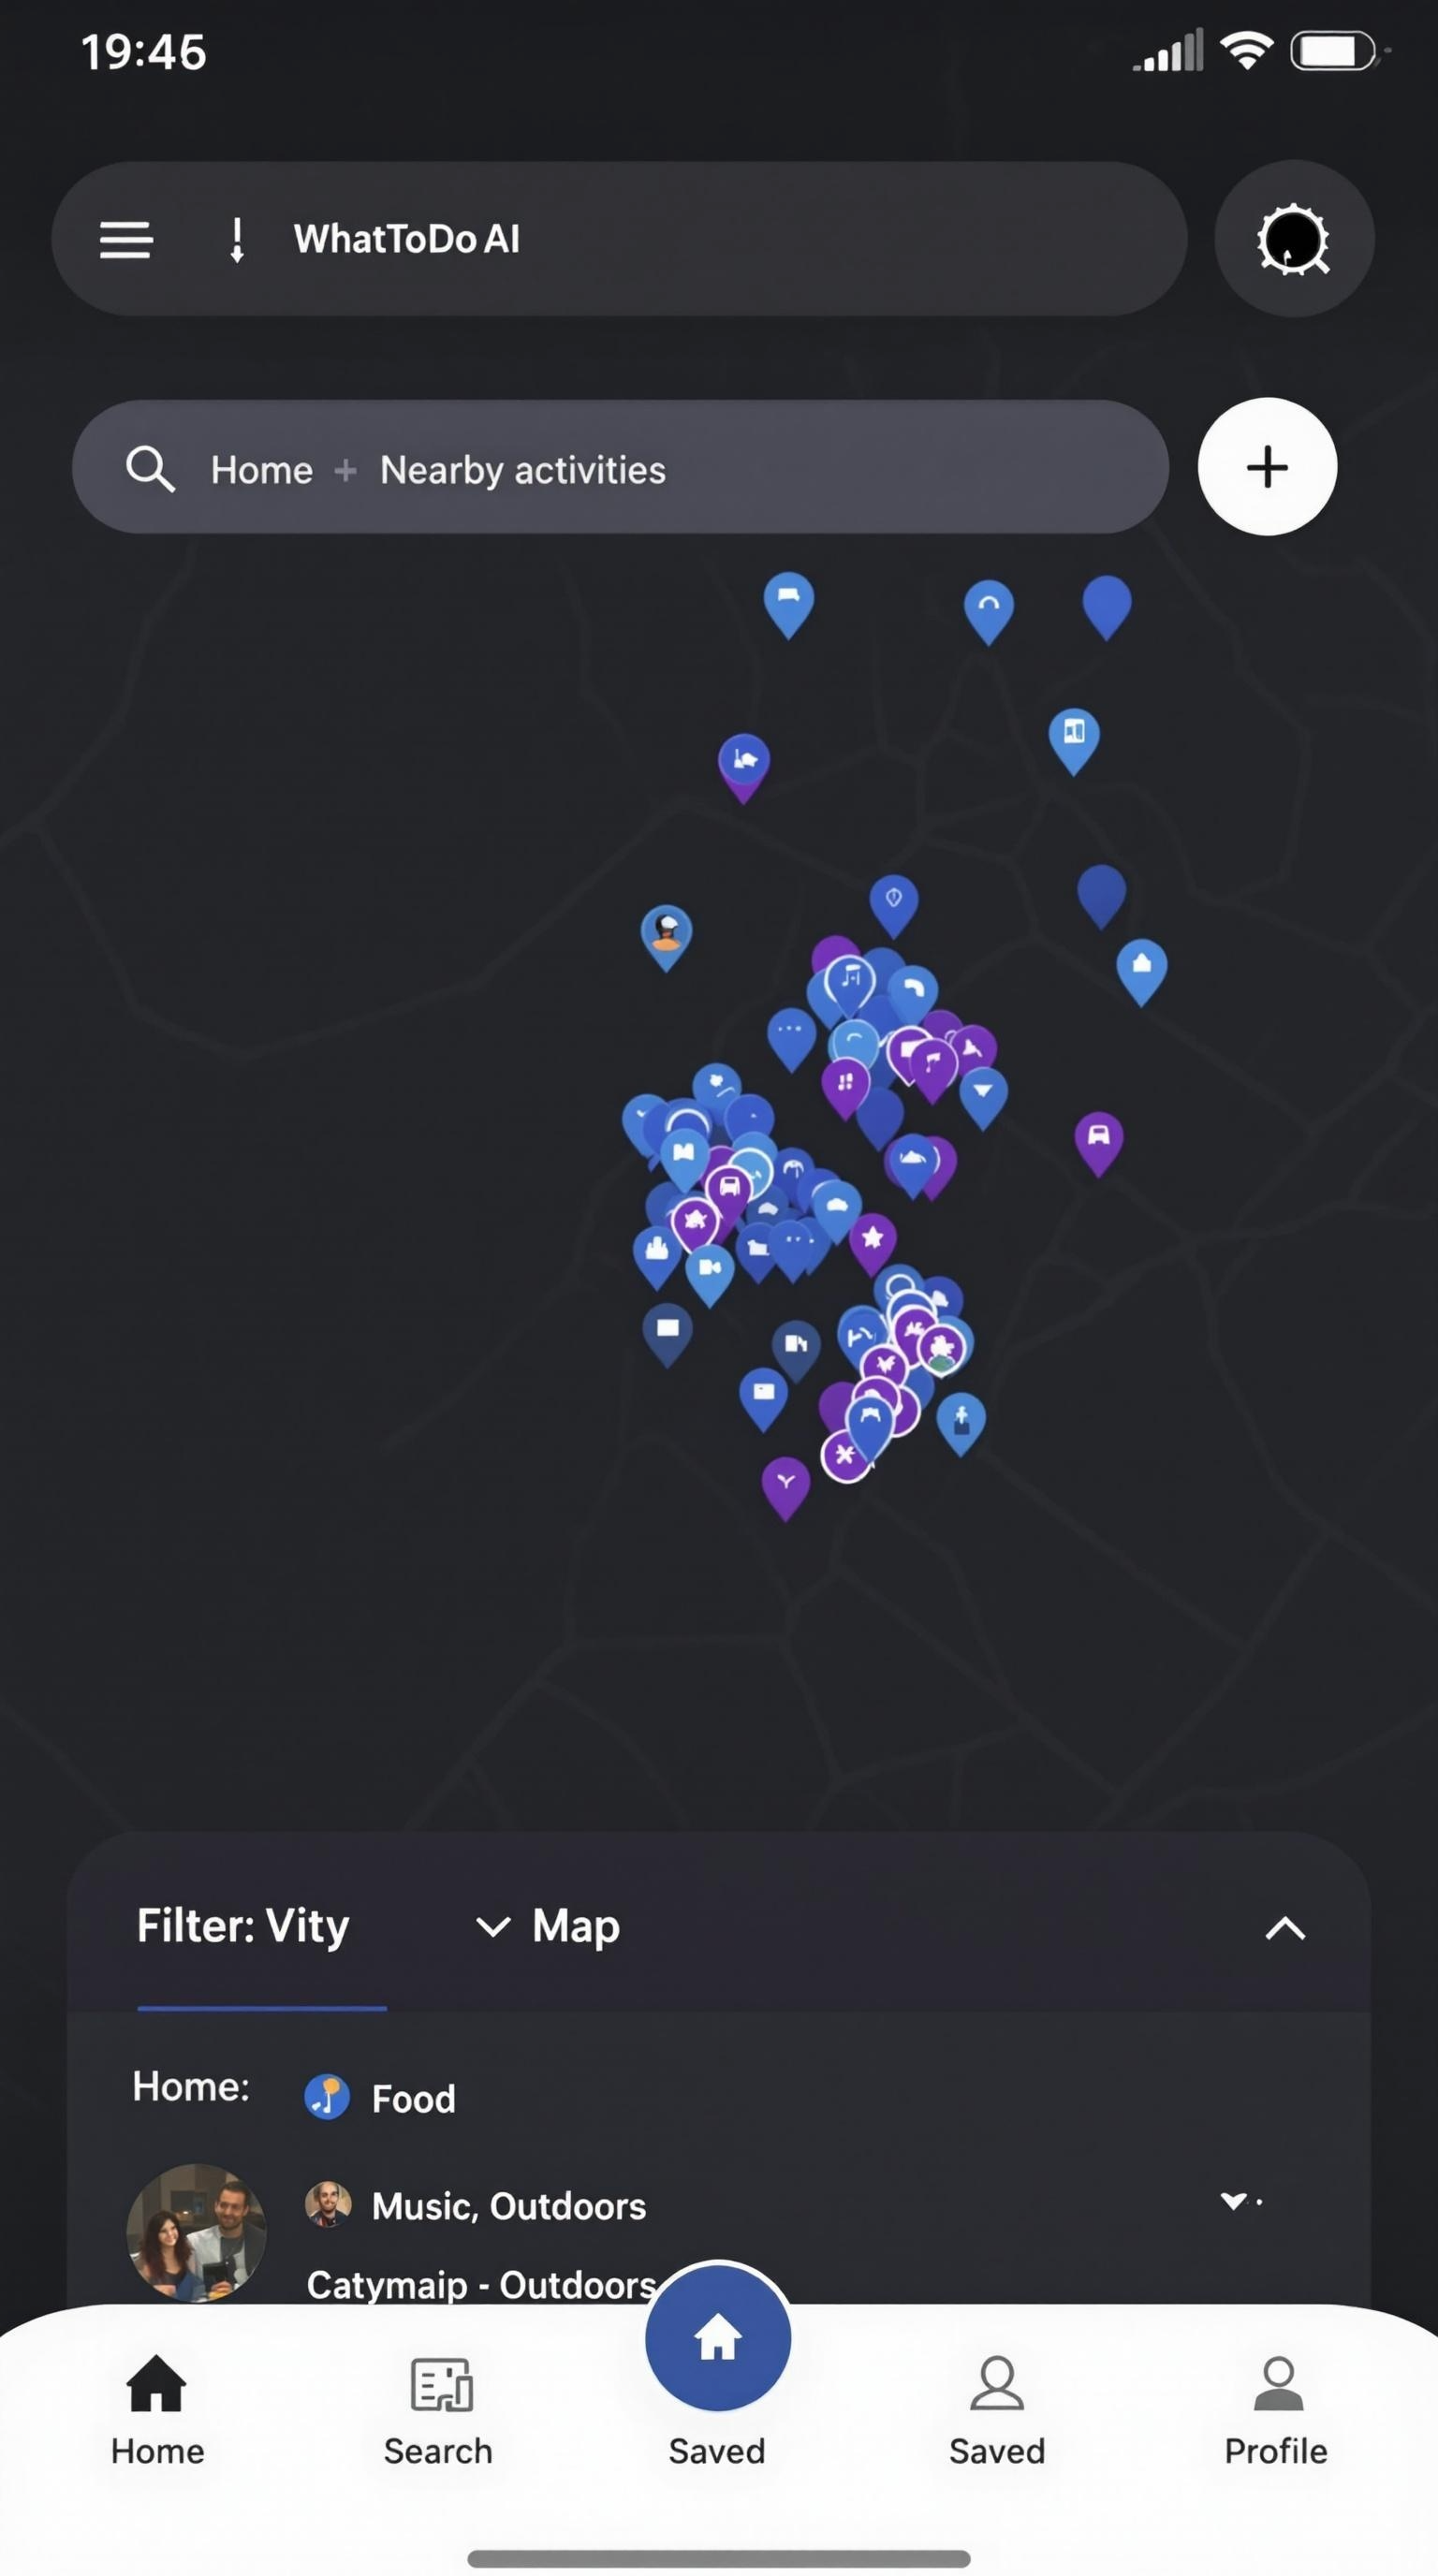 19:45
WhatToDo AI
Home + Nearby activities
Filter: Vity
Map
Home:
Food
Music, Outdoors
Catymaip - Outdoors
Home
Search
Saved
Saved
Profile